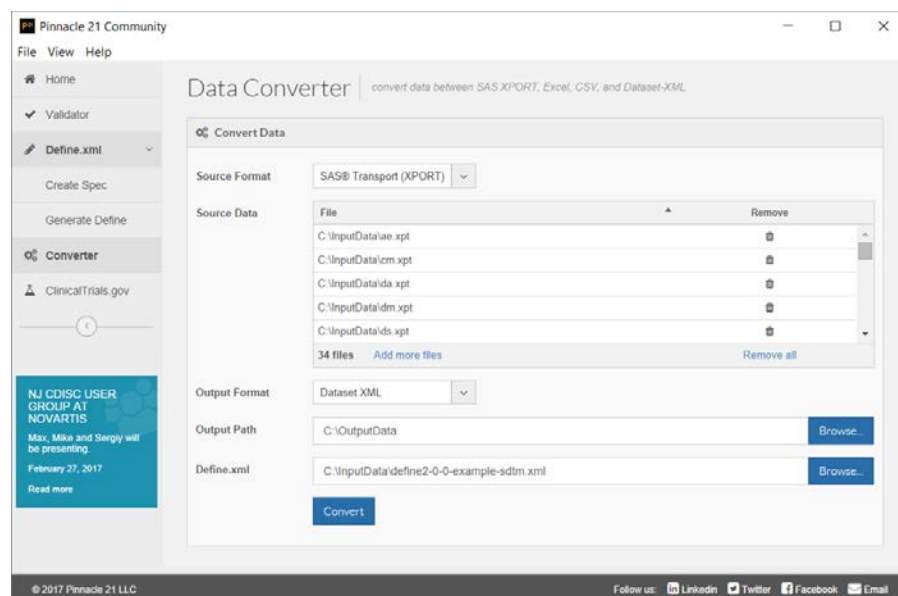 Pinnacle 21 Community
File View Help
Home
Validator
Define.xml
Create Spec
Generate Define
Converter
ClinicalTrials.gov
NJ CDISC USER
GROUP AT
NOVARTIS
Max, Mike and Sergiy will
be presenting.
February 27, 2017
Read more
Data Converter
convert data between SAS XPORT, Excel, CSV, and Dataset-XML
Convert Data
Source Format SAS® Transport (XPORT)
Source Data
File Remove
C:\InputData\ae.xpt
C:\InputData\cm.xpt
C:\InputData\da.xpt
C:\InputData\dm.xpt
C:\InputData\ds.xpt
34 files Add more files Remove all
Output Format Dataset XML
Output Path C:\OutputData Browse...
Define.xml C:\InputData\define2-0-0-example-sdtm.xml Browse...
Convert
© 2017 Pinnacle 21 LLC Follow us: Linkedin Twitter Facebook Email